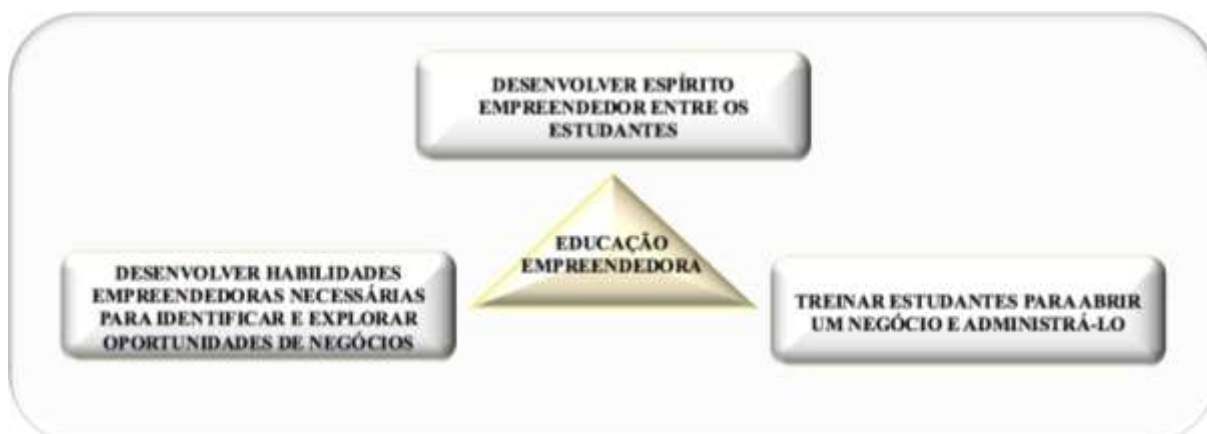 DESENVOLVER ESPÍRITO
EMPREENDEDOR ENTRE OS
ESTUDANTES
EDUCAÇÃO
EMPREENDEDORA
DESENVOLVER HABILIDADES
EMPREENDEDORAS NECESSÁRIAS
PARA IDENTIFICAR E EXPLORAR
OPORTUNIDADES DE NEGÓCIOS
TREINAR ESTUDANTES PARA ABRIR
UM NEGÓCIO E ADMINISTRÁ-LO